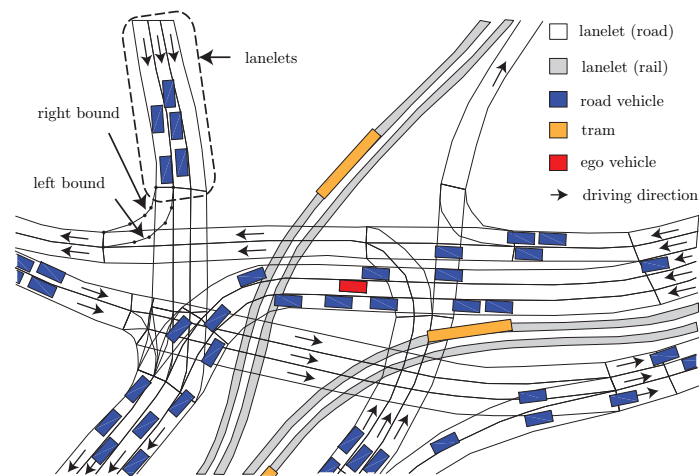 lanelets
right bound
left bound
lanelet (road)
lanelet (rail)
road vehicle
tram
ego vehicle
driving direction